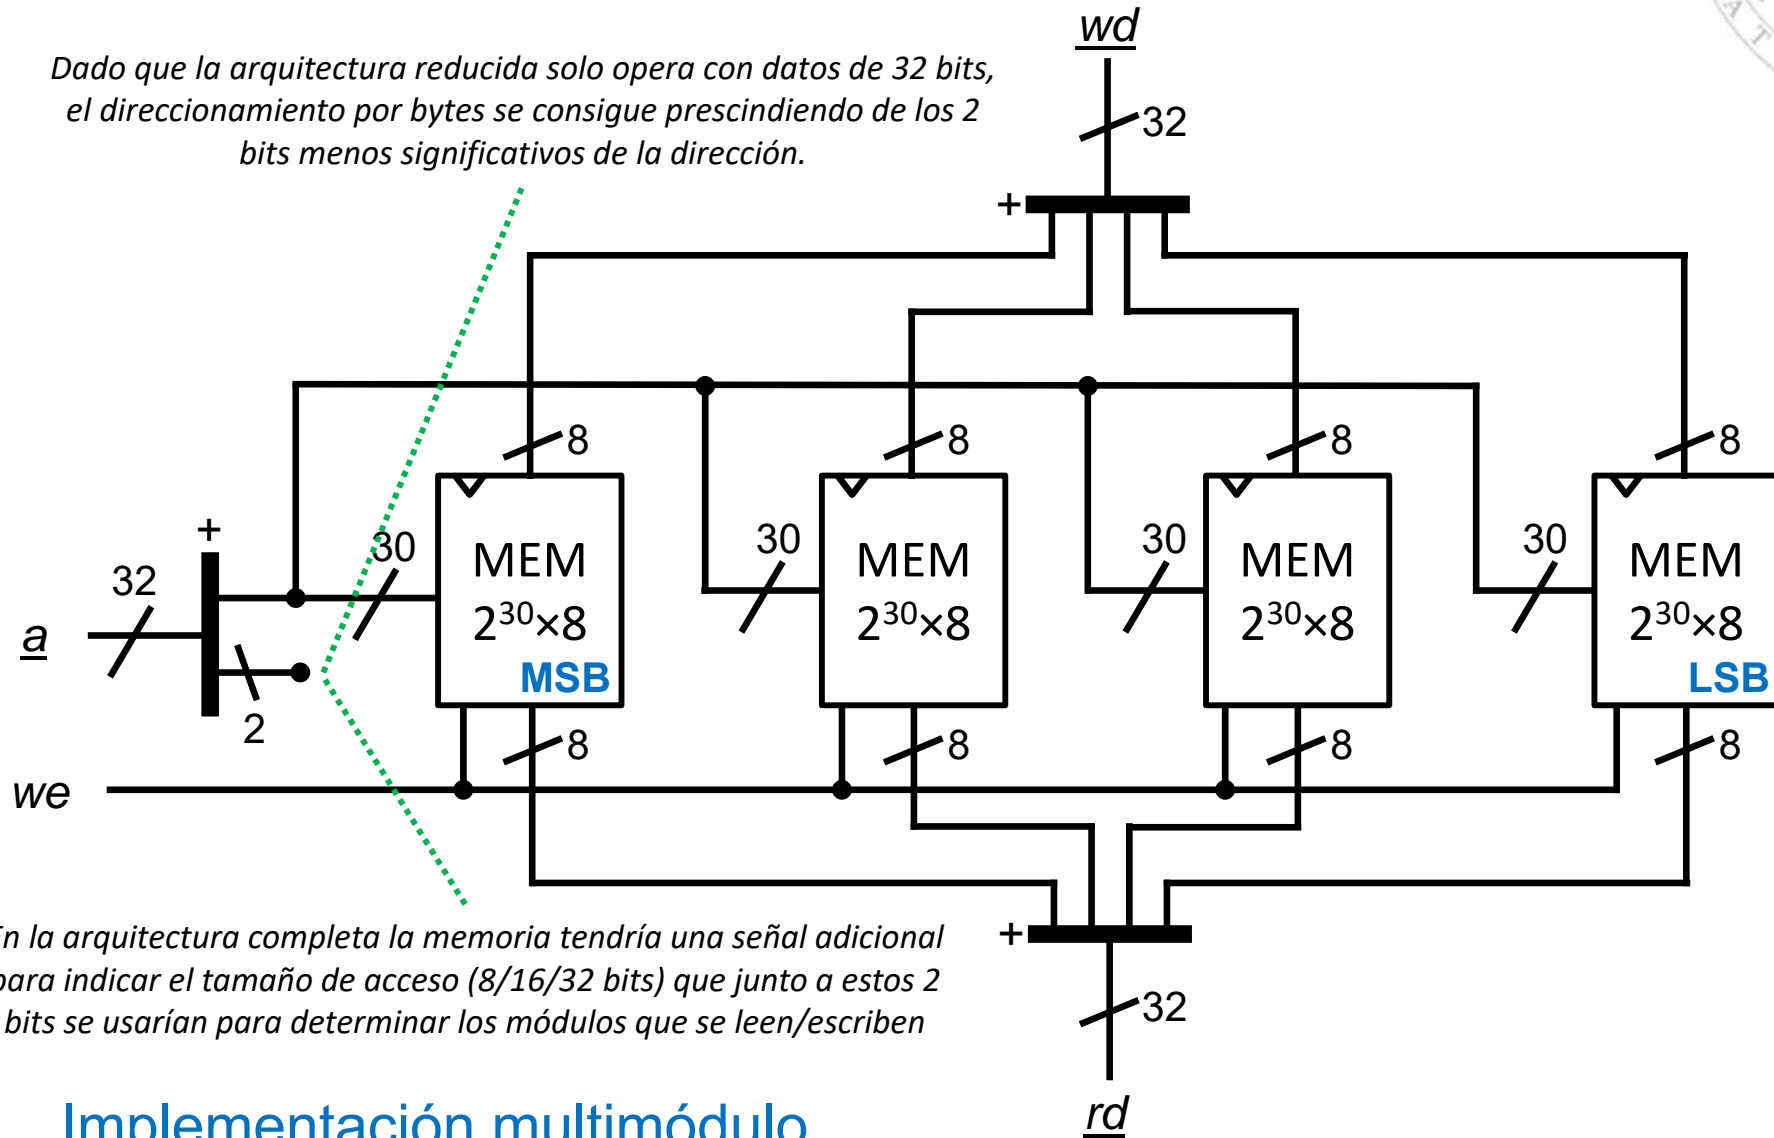 wd
Dado que la arquitectura reducida solo opera con datos de 32 bits,
el direccionamiento por bytes se consigue prescindiendo de los 2
bits menos significativos de la dirección.
32
+
8
8
8
8
+
32
30
30
30
30
MEM
2³⁰×8
MSB
MEM
2³⁰×8
MEM
2³⁰×8
MEM
2³⁰×8
LSB
a
2
8
8
8
8
we
En la arquitectura completa la memoria tendría una señal adicional
para indicar el tamaño de acceso (8/16/32 bits) que junto a estos 2
bits se usarían para determinar los módulos que se leen/escriben
+
32
rd
Implementación multimódulo